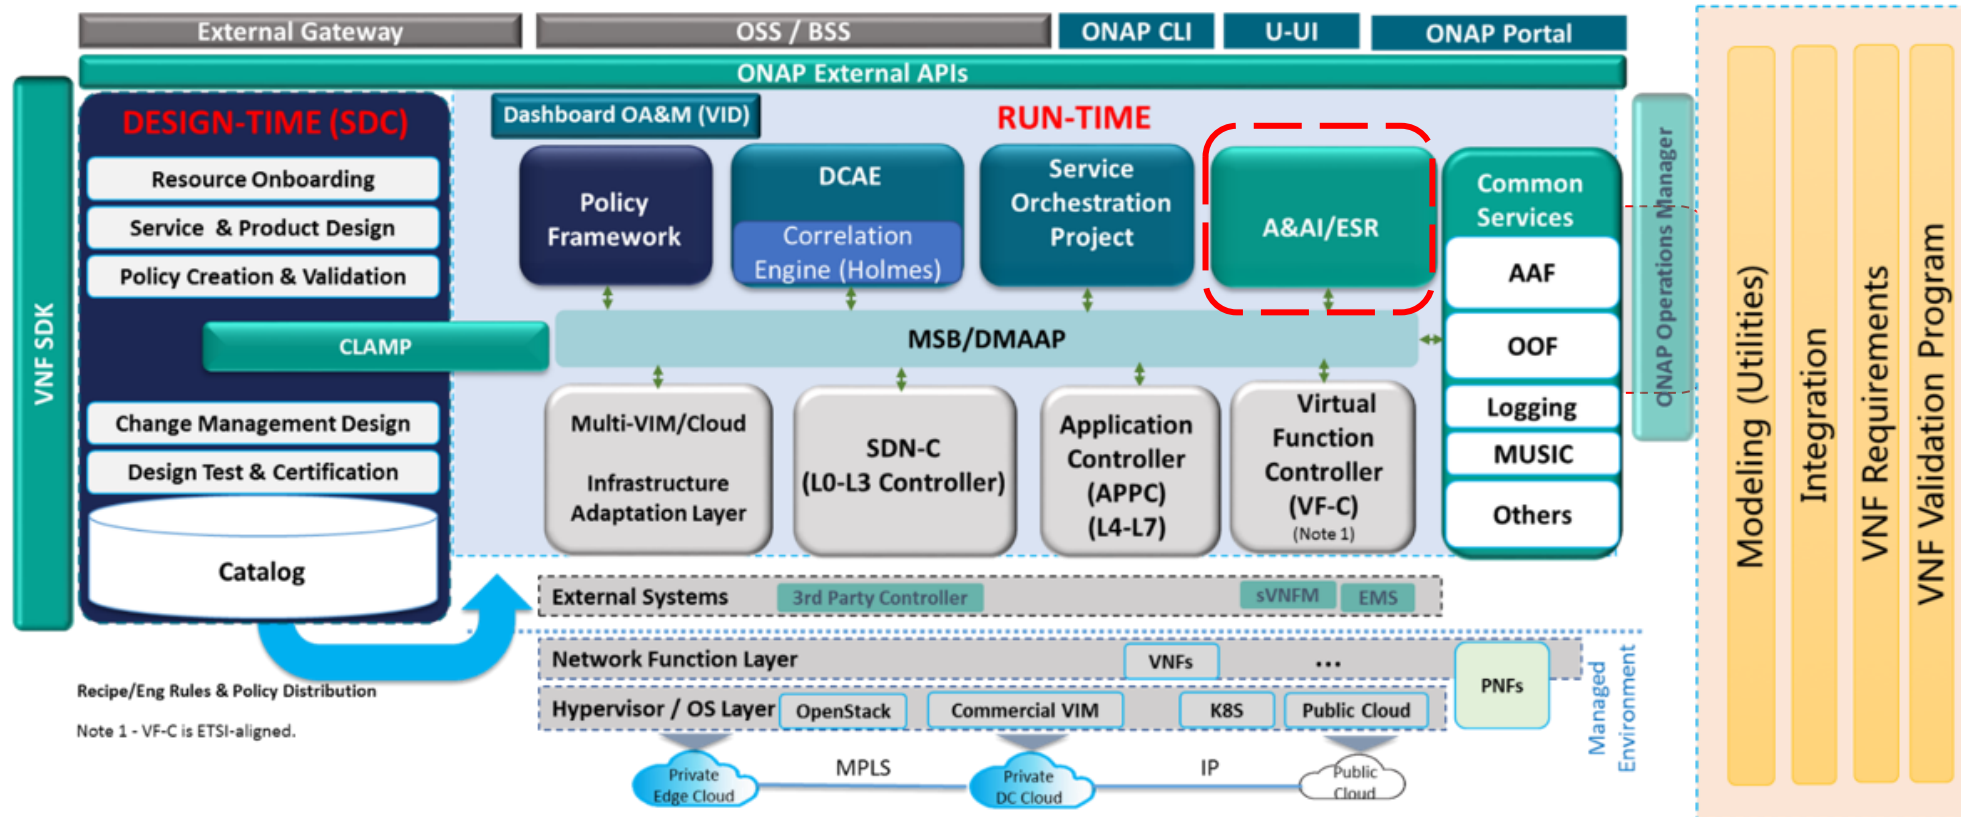 External Gateway
OSS / BSS
ONAP CLI
U-UI
ONAP Portal
ONAP External APIs
VNF SDK
DESIGN-TIME (SDC)
Resource Onboarding
Service & Product Design
Policy Creation & Validation
CLAMP
Change Management Design
Design Test & Certification
Catalog
Recipe/Eng Rules & Policy Distribution
Note 1 - VF-C is ETSI-aligned.
Dashboard OA&M (VID)
RUN-TIME
Policy
Framework
DCAE
Correlation
Engine (Holmes)
Service
Orchestration
Project
A&AI/ESR
MSB/DMAAP
Multi-VIM/Cloud
Infrastructure
Adaptation Layer
SDN-C
(L0-L3 Controller)
Application
Controller
(APPC)
(L4-L7)
Virtual
Function
Controller
(VF-C)
(Note 1)
Common
Services
AAF
OOF
Logging
MUSIC
Others
ONAP Operations Manager
External Systems
3rd Party Controller
sVNFM
EMS
Network Function Layer
VNFs
...
PNFs
Hypervisor / OS Layer
OpenStack
Commercial VIM
K8S
Public Cloud
Managed
Environment
Private
Edge Cloud
MPLS
Private
DC Cloud
IP
Public
Cloud
Modeling (Utilities)
Integration
VNF Requirements
VNF Validation Program